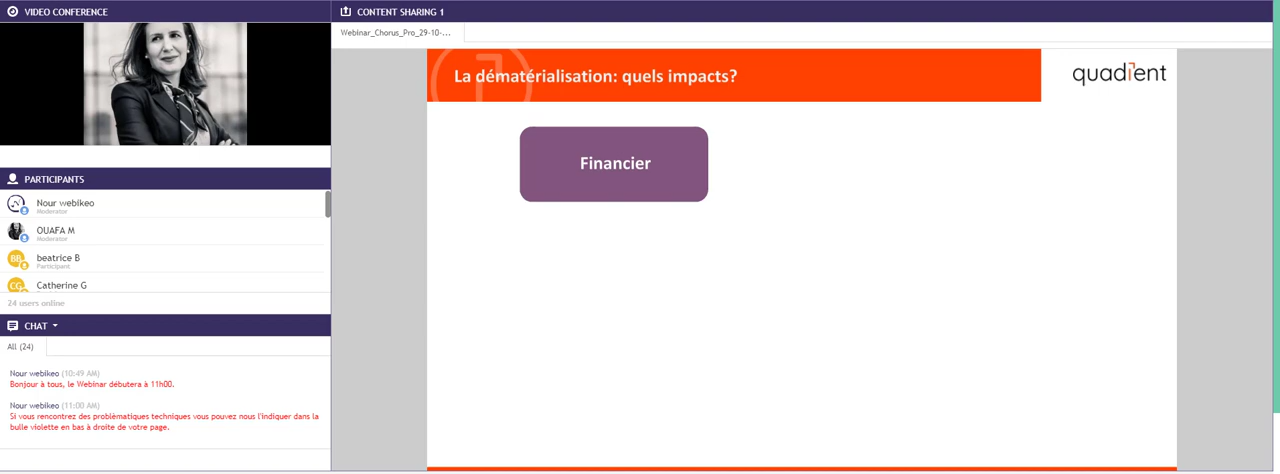 VIDEO CONFERENCE
PARTICIPANTS
Nour webikeo
Moderator
OUAFA M
Moderator
BB
beatrice B
Participant
CG
Catherine G
24 users online
CHAT
All (24)
Nour webikeo (10:49 AM)
Bonjour à tous, le Webinar débutera à 11h00.
Nour webikeo (11:00 AM)
Si vous rencontrez des problèmatiques techniques vous pouvez nous l'indiquer dans la
bulle violette en bas à droite de votre page.
CONTENT SHARING 1
Webinar_Chorus_Pro_29-10-...
La dématérialisation: quels impacts?
quadient
Financier